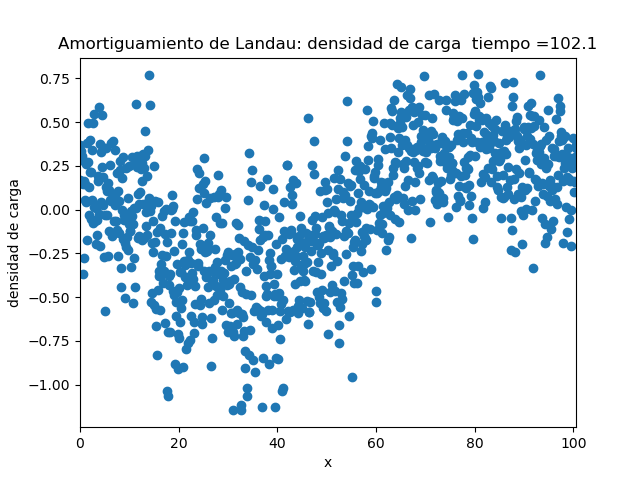 Amortiguamiento de Landau: densidad de carga  tiempo =102.1
densidad de carga
0.75
0.50
0.25
0.00
−0.25
−0.50
−0.75
−1.00
0 20 40 60 80 100
x